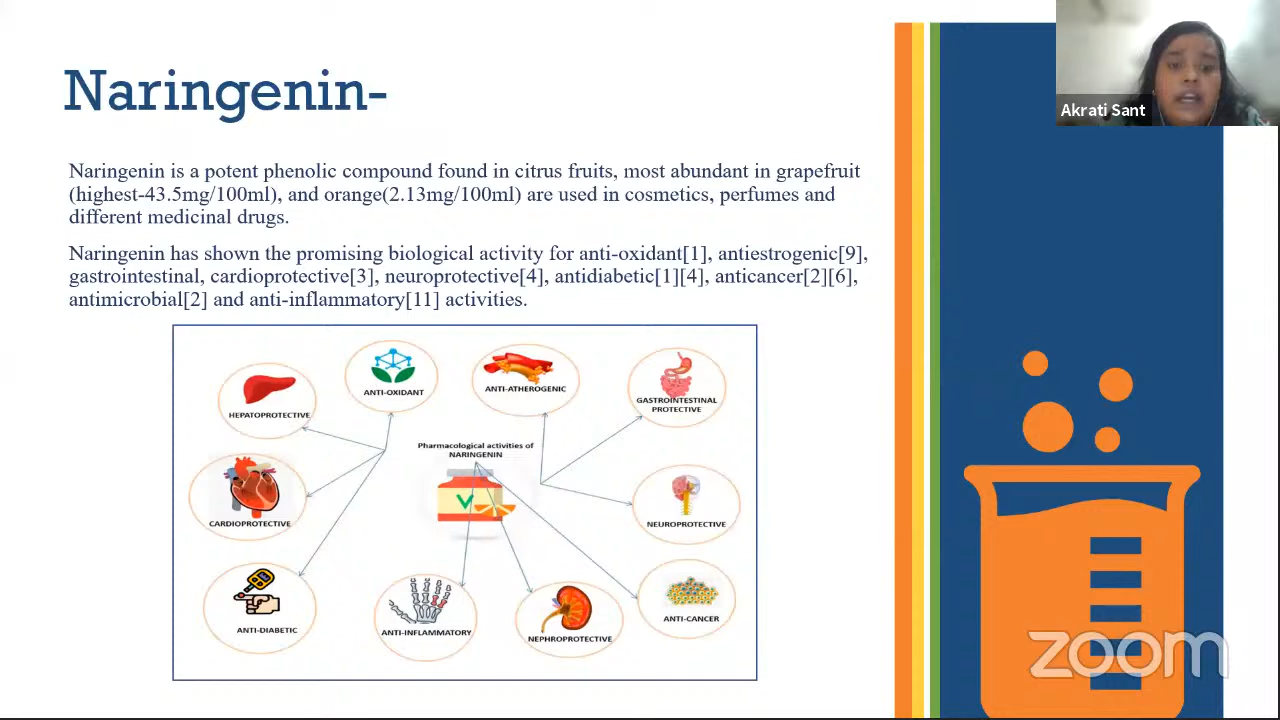 Naringenin-
Akrati Sant
Naringenin is a potent phenolic compound found in citrus fruits, most abundant in grapefruit
(highest-43.5mg/100ml), and orange(2.13mg/100ml) are used in cosmetics, perfumes and
different medicinal drugs.
Naringenin has shown the promising biological activity for anti-oxidant[1], antiestrogenic[9],
gastrointestinal, cardioprotective[3], neuroprotective[4], antidiabetic[1][4], anticancer[2][6],
antimicrobial[2] and anti-inflammatory[11] activities.
HEPATOPROTECTIVE
ANTI-OXIDANT
ANTI-ATHEROGENIC
GASTROINTESTINAL
PROTECTIVE
Pharmacological activities of
NARINGENIN
CARDIOPROTECTIVE
NEUROPROTECTIVE
ANTI-DIABETIC
ANTI-INFLAMMATORY
NEPHROPROTECTIVE
ANTI-CANCER
zoom